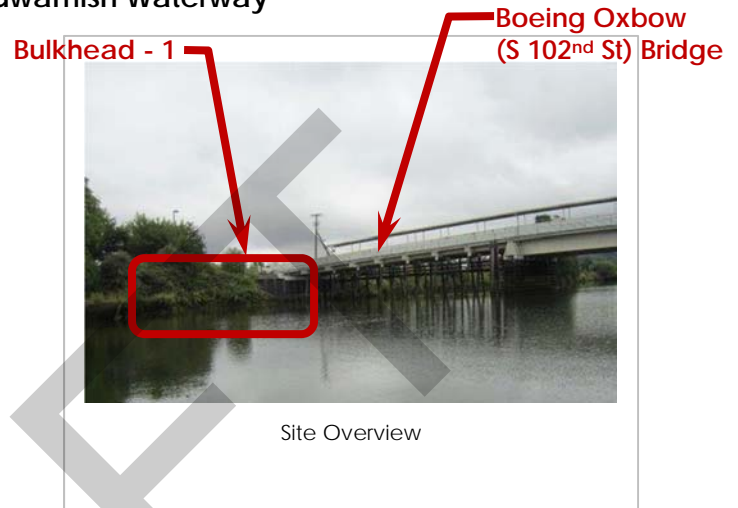 uwamish Waterway
Boeing Oxbow
Bulkhead - 1
(S 102nd St) Bridge
Site Overview